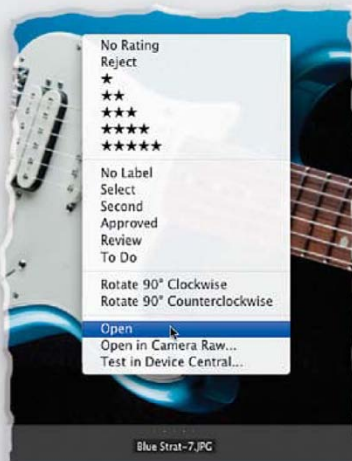 No Rating
Reject
★
★★
★★★
★★★★
★★★★★
No Label
Select
Second
Approved
Review
To Do
Rotate 90° Clockwise
Rotate 90° Counterclockwise
Open
Open in Camera Raw...
Test in Device Central...
Blue Strat-7.JPG